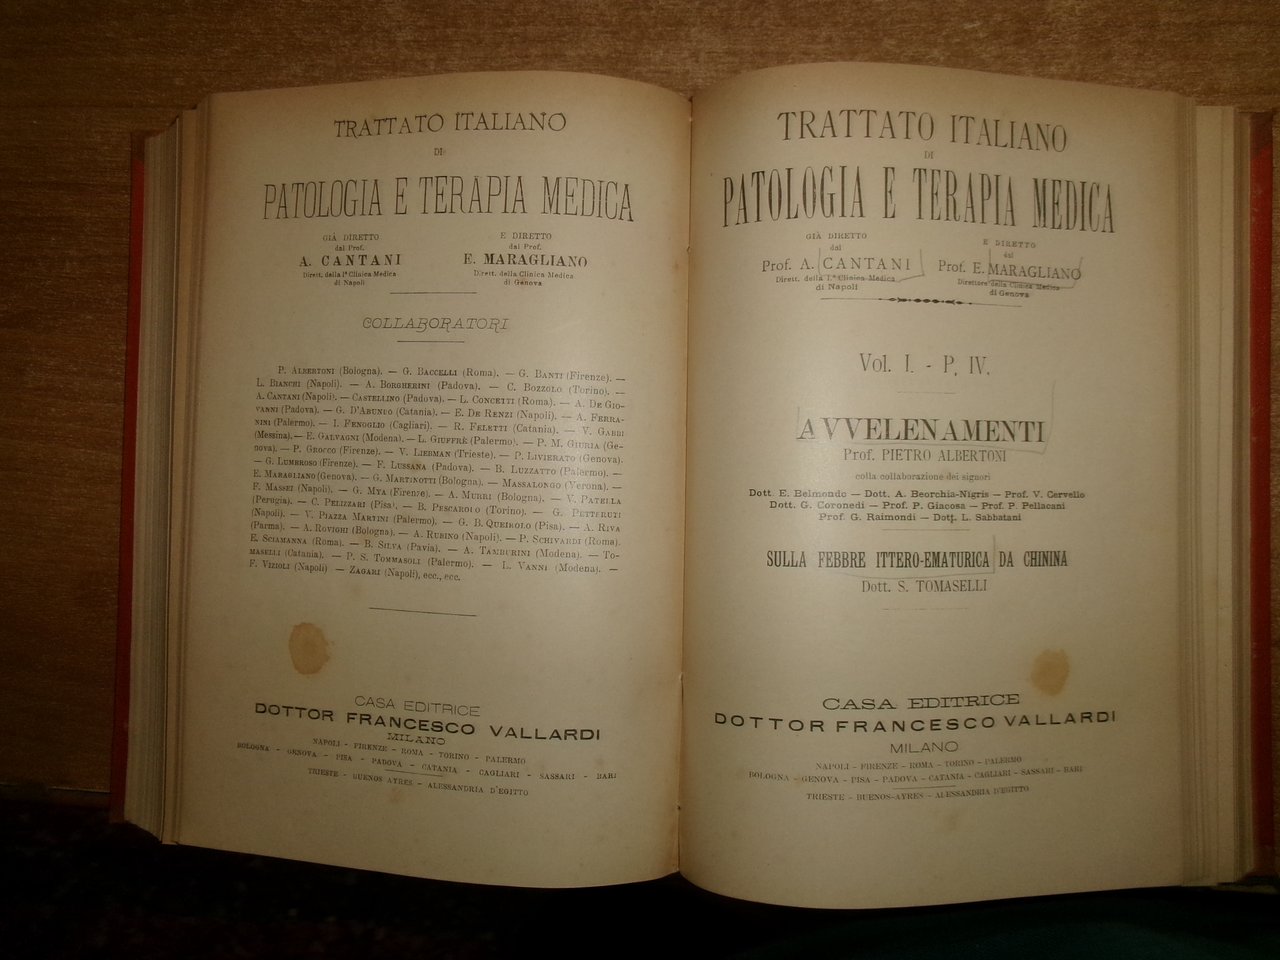 TRATTATO ITALIANO
DI
PATOLOGIA E TERAPIA MEDICA
GIÀ DIRETTO
dal Prof.
A. CANTANI
Dirett. della Iª Clinica Medica
di Napoli
E DIRETTO
dal Prof.
E. MARAGLIANO
Dirett. della Clinica Medica
di Genova
COLLABORATORI
P. ALBERTONI (Bologna). — G. BACCELLI (Roma). — G. BANTI (Firenze). —
L. BIANCHI (Napoli). — A. BORGHERINI (Padova). — C. BOZZOLO (Torino). —
A. CANTANI (Napoli). — CASTELLINO (Padova). — L. CONCETTI (Roma). — A. DE GIO-
VANNI (Padova). — G. D'ABUNDO (Catania). — E. DE RENZI (Napoli). — A. FERRA-
NINI (Palermo). — I. FENOGLIO (Cagliari). — R. FELETTI (Catania). — V. GABBI
(Messina). — E. GALVAGNI (Modena). — L. GIUFFRÈ (Palermo). — P. M. GIURIA (Ge-
nova). — P. GROCCO (Firenze). — V. LIEBMAN (Trieste). — P. LIVIERATO (Genova).
— G. LUMBROSO (Firenze). — F. LUSSANA (Padova). — B. LUZZATTO (Palermo). —
E. MARAGLIANO (Genova). — G. MARTINOTTI (Bologna). — MASSALONGO (Verona). —
F. MASSEI (Napoli). — G. MYA (Firenze). — A. MURRI (Bologna). — V. PATELLA
(Perugia). — C. PELIZZARI (Pisa). — B. PESCAROLO (Torino). — G. PETTERUTI
(Napoli). — V. PIAZZA MARTINI (Palermo). — G. B. QUEIROLO (Pisa). — A. RIVA
(Parma). — A. ROVIGHI (Bologna). — A. RUBINO (Napoli). — P. SCHIVARDI (Roma).
E. SCIAMANNA (Roma). — B. SILVA (Pavia). — A. TAMBURINI (Modena). — TO-
MASELLI (Catania). — P. S. TOMMASOLI (Palermo). — L. VANNI (Modena). —
F. VIZIOLI (Napoli) — ZAGARI (Napoli), ecc., ecc.
CASA EDITRICE
DOTTOR FRANCESCO VALLARDI
MILANO
NAPOLI - FIRENZE - ROMA - TORINO - PALERMO
BOLOGNA - GENOVA - PISA - PADOVA - CATANIA - CAGLIARI - SASSARI - BARI
TRIESTE - BUENOS AYRES - ALESSANDRIA D'EGITTO
TRATTATO ITALIANO
DI
PATOLOGIA E TERAPIA MEDICA
GIÀ DIRETTO
dal
Prof. A. CANTANI
Dirett. della I.ª Clinica Medica
di Napoli
E DIRETTO
dal
Prof. E. MARAGLIANO
Direttore della Clinica Medica
di Genova
Vol. I. - P. IV.
AVVELENAMENTI
Prof. PIETRO ALBERTONI
colla collaborazione dei signori
Dott. E. Belmondo — Dott. A. Beorchia-Nigris — Prof. V. Cervello
Dott. G. Coronedi — Prof. P. Giacosa — Prof. P. Pellacani
Prof. G. Raimondi — Dott. L. Sabbatani
SULLA FEBBRE ITTERO-EMATURICA DA CHININA
Dott. S. TOMASELLI
CASA EDITRICE
DOTTOR FRANCESCO VALLARDI
MILANO
NAPOLI - FIRENZE - ROMA - TORINO - PALERMO
BOLOGNA - GENOVA - PISA - PADOVA - CATANIA - CAGLIARI - SASSARI - BARI
TRIESTE - BUENOS-AYRES - ALESSANDRIA D'EGITTO